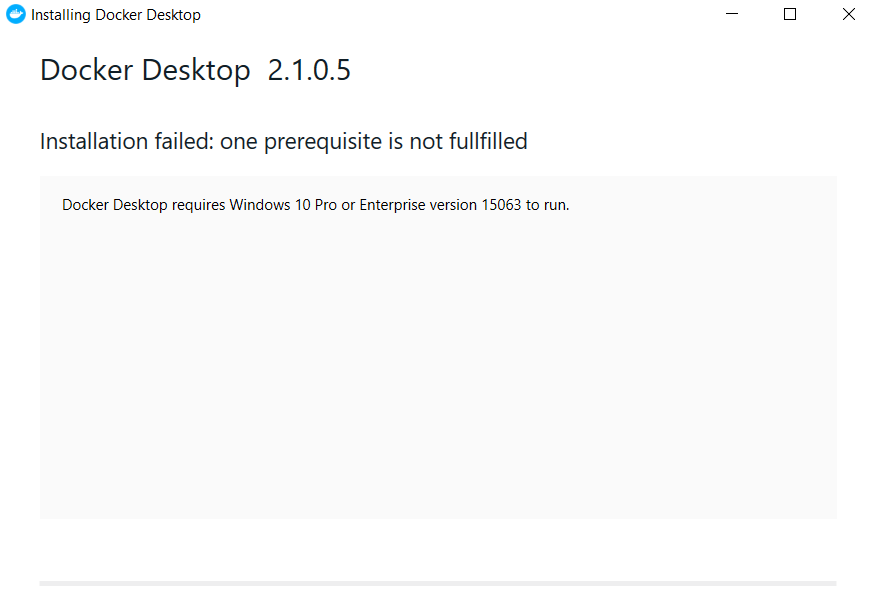 Installing Docker Desktop
Docker Desktop 2.1.0.5
Installation failed: one prerequisite is not fullfilled
Docker Desktop requires Windows 10 Pro or Enterprise version 15063 to run.